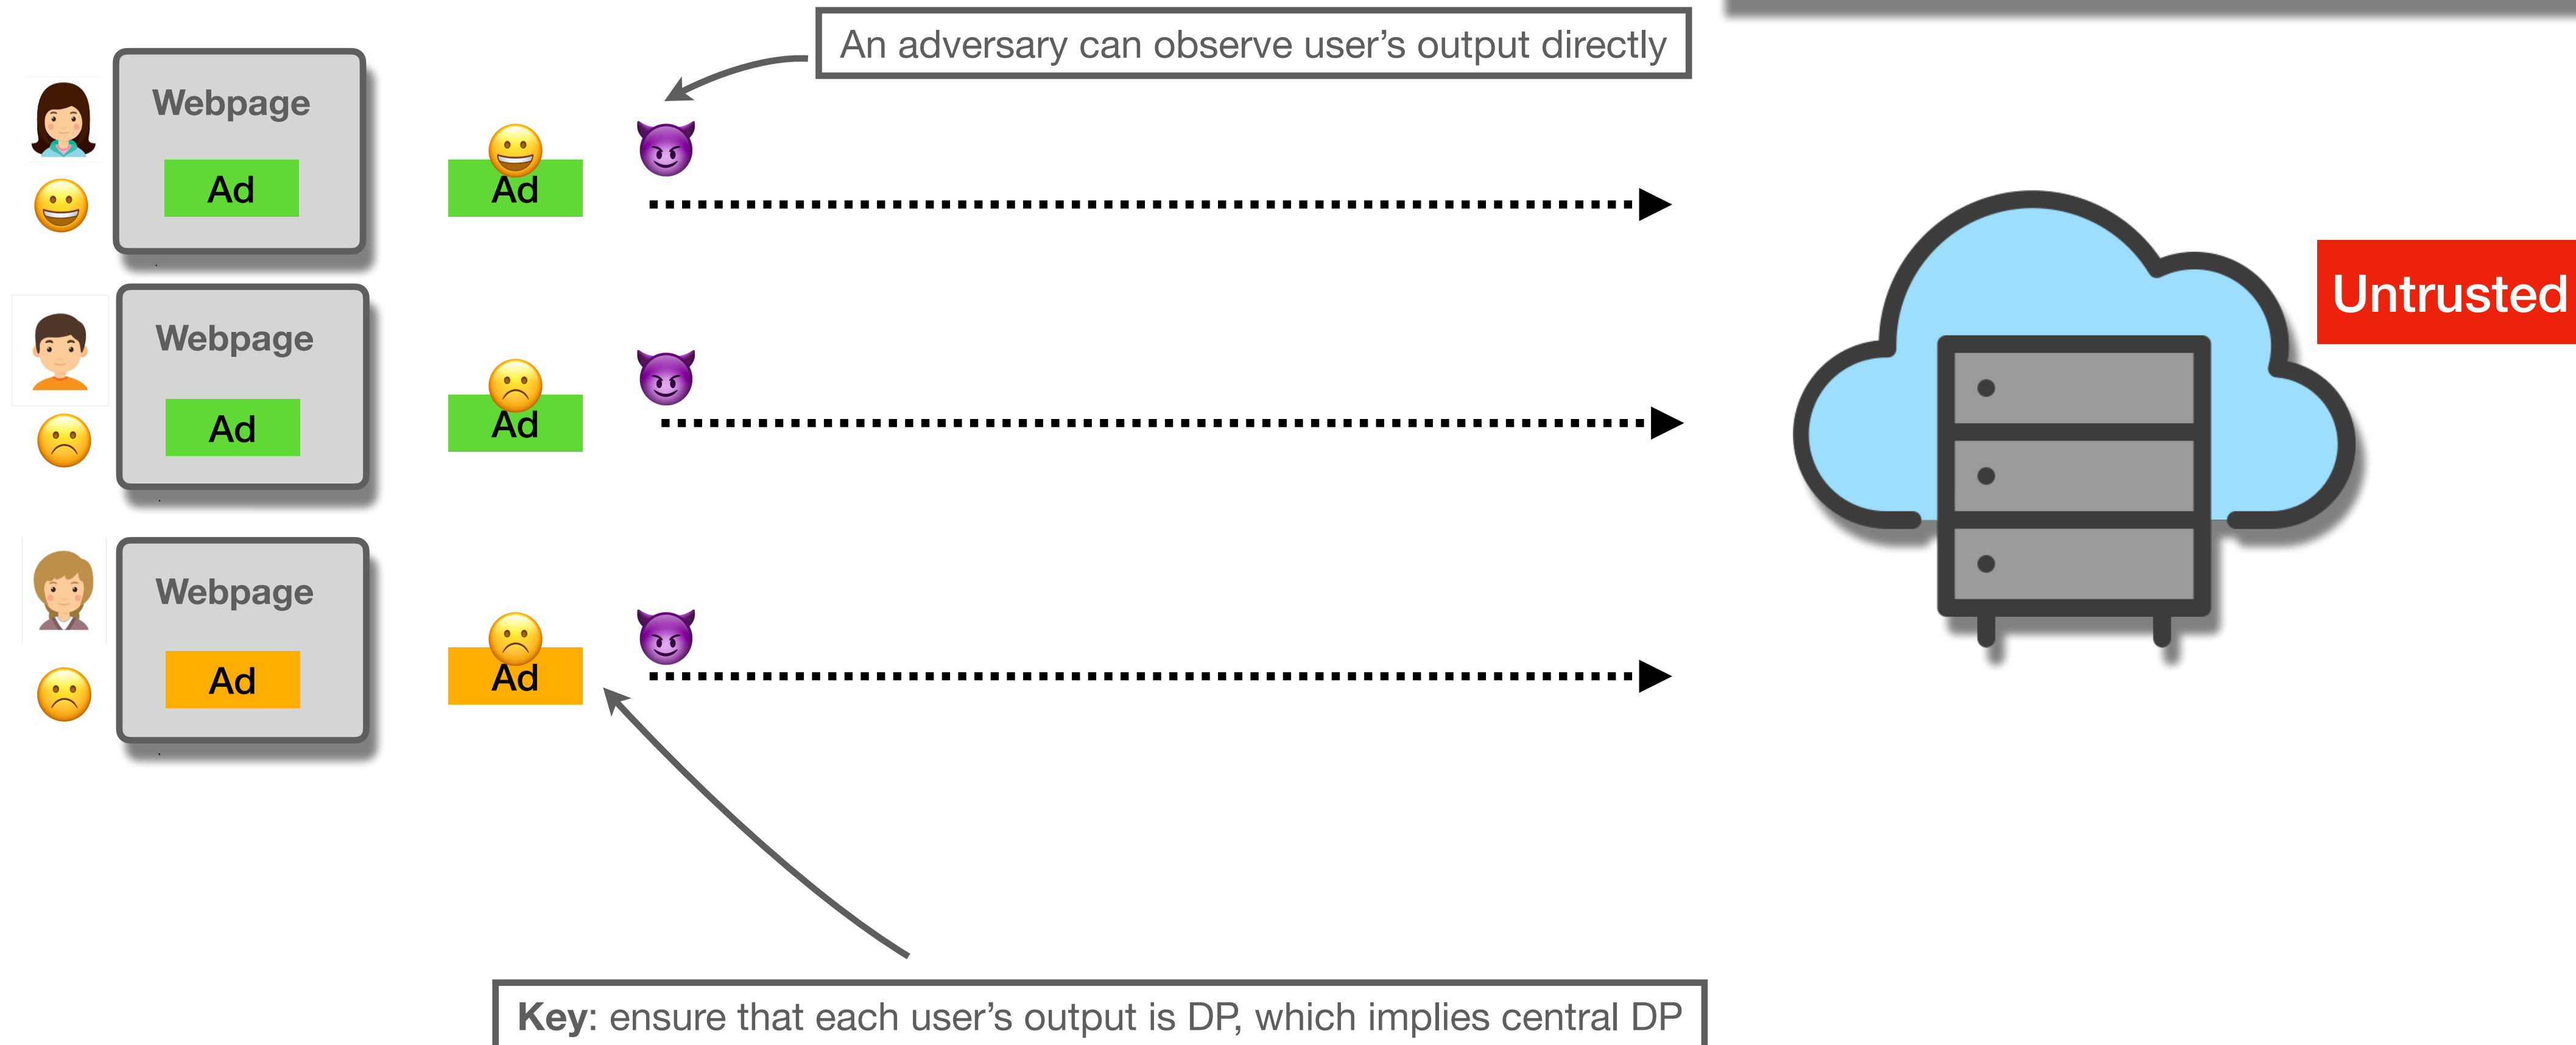 An adversary can observe user's output directly
Webpage
Ad
Ad
Untrusted
Webpage
Ad
Ad
Webpage
Ad
Ad
Key: ensure that each user's output is DP, which implies central DP